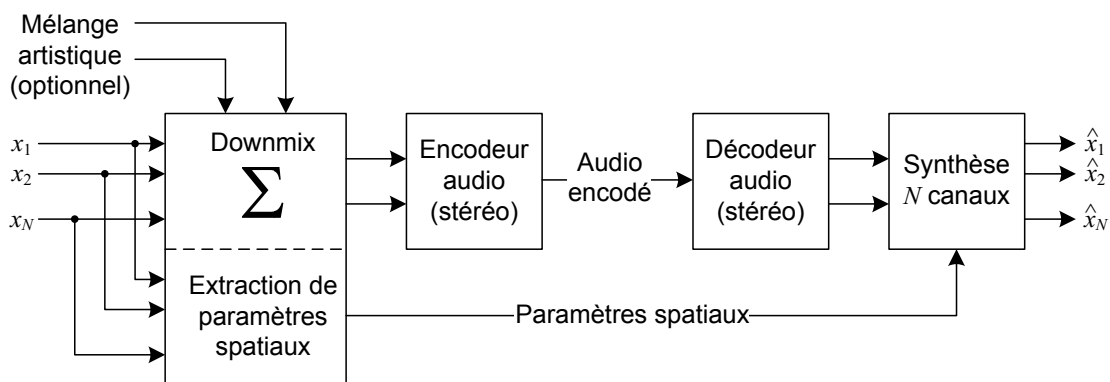 Mélange
artistique
(optionnel)
x1
x2
xN
Downmix
Σ
Extraction de
paramètres
spatiaux
Encodeur
audio
(stéréo)
Audio
encodé
Décodeur
audio
(stéréo)
Synthèse
N canaux
x̂1
x̂2
x̂N
Paramètres spatiaux